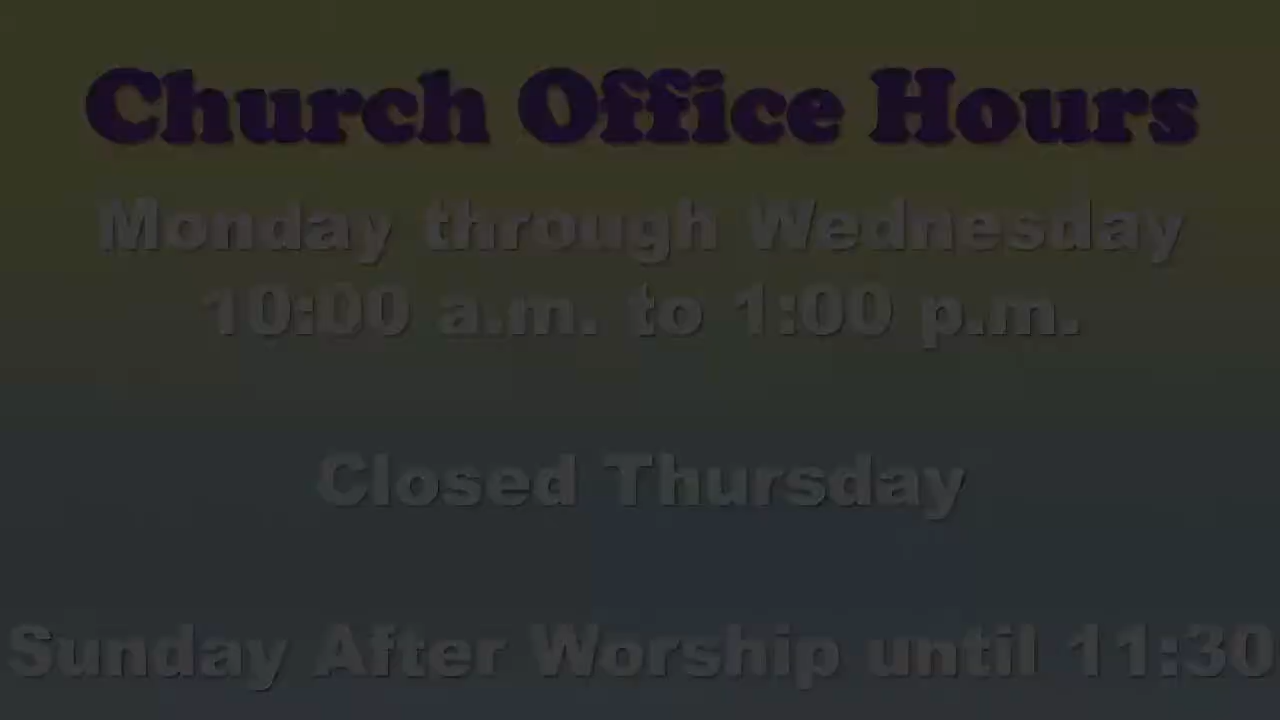 Church Office Hours
Monday through Wednesday
10:00 a.m. to 1:00 p.m.
Closed Thursday
Sunday After Worship until 11:30